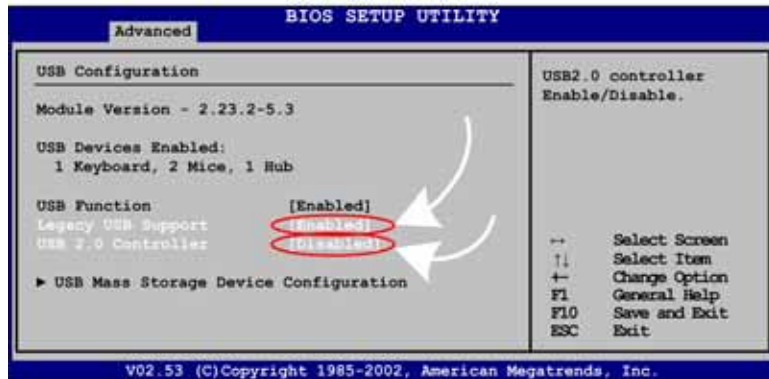 BIOS SETUP UTILITY
Advanced
USB Configuration
Module Version - 2.23.2-5.3
USB Devices Enabled:
1 Keyboard, 2 Mice, 1 Hub
USB Function [Enabled]
Legacy USB Support [Enabled]
USB 2.0 Controller [Disabled]
► USB Mass Storage Device Configuration
USB2.0 controller
Enable/Disable.
↔ Select Screen
↑↓ Select Item
+- Change Option
F1 General Help
F10 Save and Exit
ESC Exit
V02.53 (C)Copyright 1985-2002, American Megatrends, Inc.